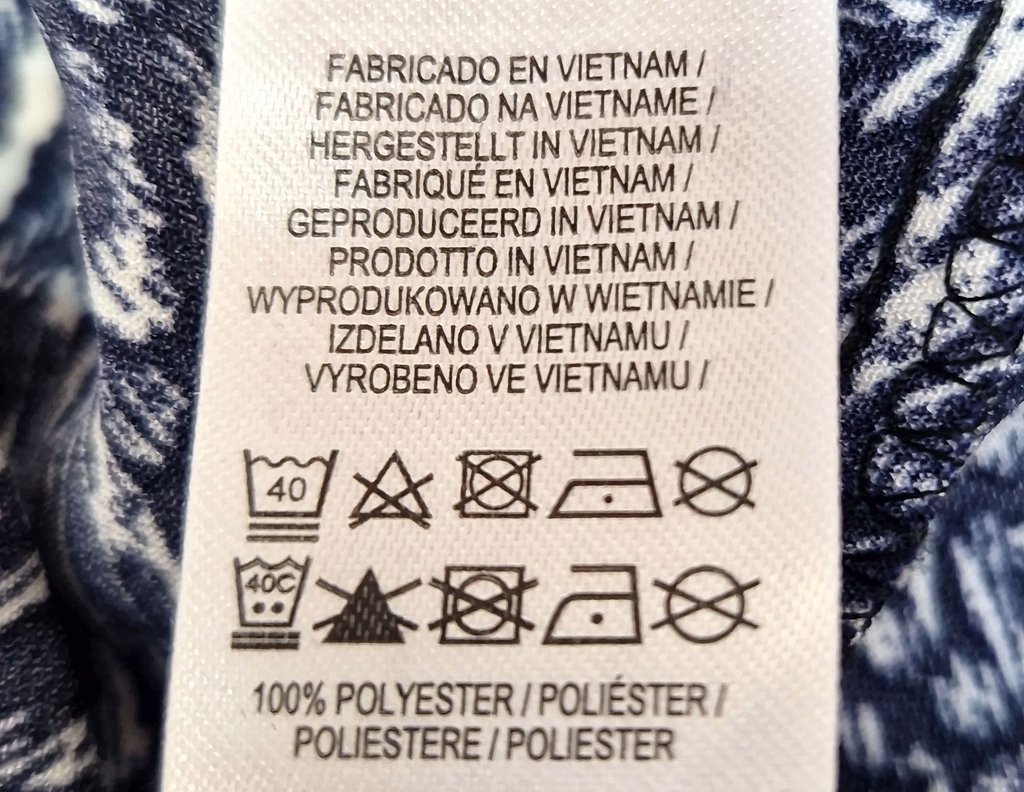 FABRICADO EN VIETNAM /
FABRICADO NA VIETNAME /
HERGESTELLT IN VIETNAM /
FABRIQUÉ EN VIETNAM /
GEPRODUCEERD IN VIETNAM /
PRODOTTO IN VIETNAM /
WYPRODUKOWANO W WIETNAMIE /
IZDELANO V VIETNAMU /
VYROBENO VE VIETNAMU /
40
40C
100% POLYESTER / POLIÉSTER /
POLIESTERE / POLIESTER